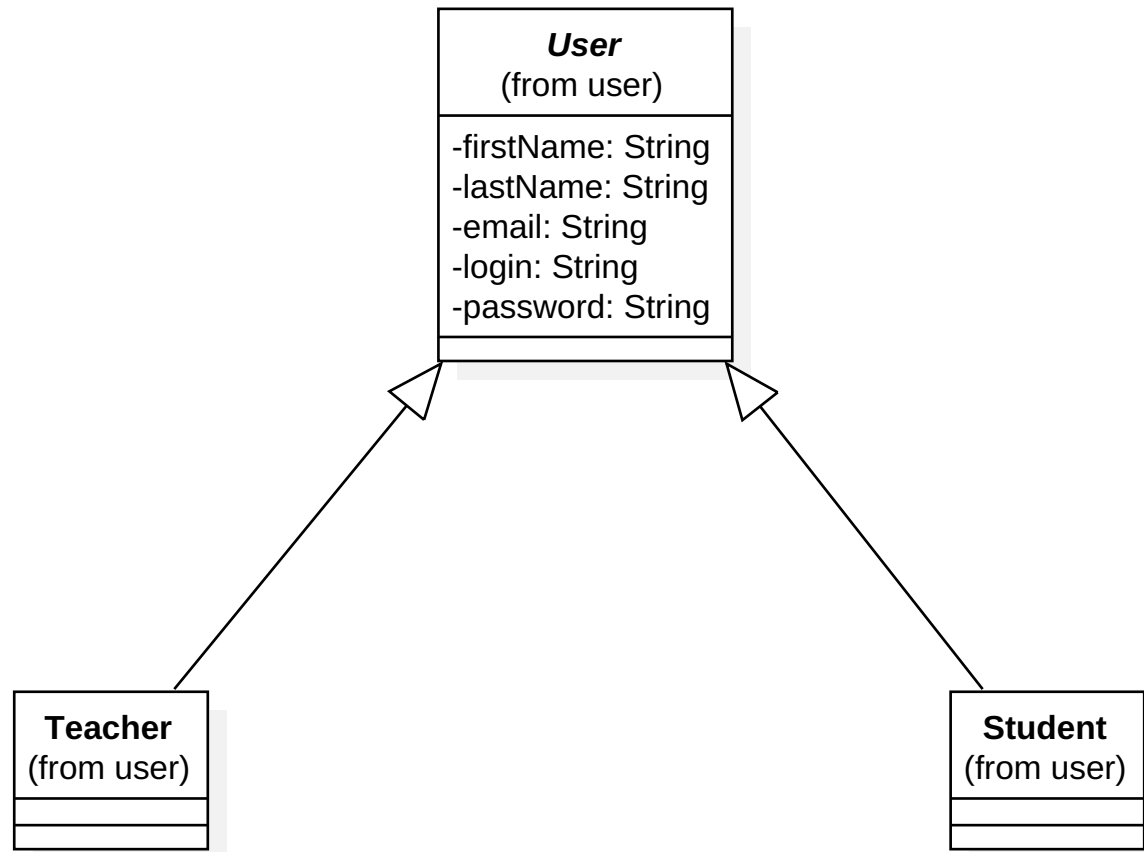 User
(from user)
-firstName: String
-lastName: String
-email: String
-login: String
-password: String
Teacher
(from user)
Student
(from user)